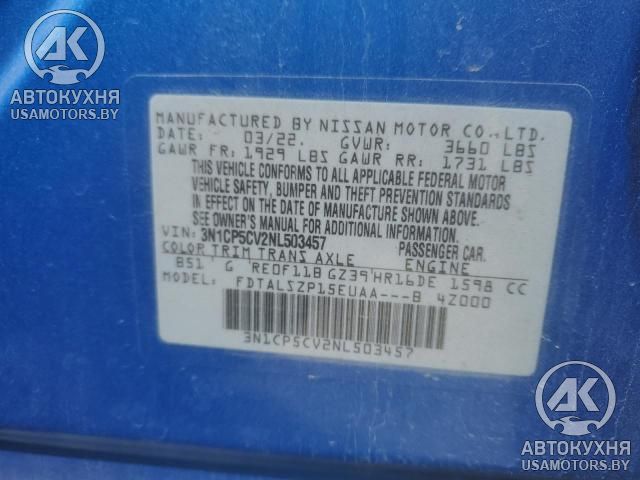 AK
АВТОКУХНЯ
USAMOTORS.BY
MANUFACTURED BY NISSAN MOTOR CO.,LTD.
DATE: 03/22. GVWR: 3660 LBS
GAWR FR: 1929 LBS GAWR RR: 1731 LBS
THIS VEHICLE CONFORMS TO ALL APPLICABLE FEDERAL MOTOR
VEHICLE SAFETY, BUMPER AND THEFT PREVENTION STANDARDS
IN EFFECT ON THE DATE OF MANUFACTURE SHOWN ABOVE.
SEE OWNER'S MANUAL FOR ADDITIONAL INFORMATION.
VIN: 3N1CP5CV2NL503457 PASSENGER CAR.
COLOR TRIM TRANS AXLE ENGINE
B51 G RE0F11B GZ39 HR16DE 1598 CC
FDTALSZP15EUAA---B 4Z000
3N1CP5CV2NL503457
AK
АВТОКУХНЯ
USAMOTORS.BY